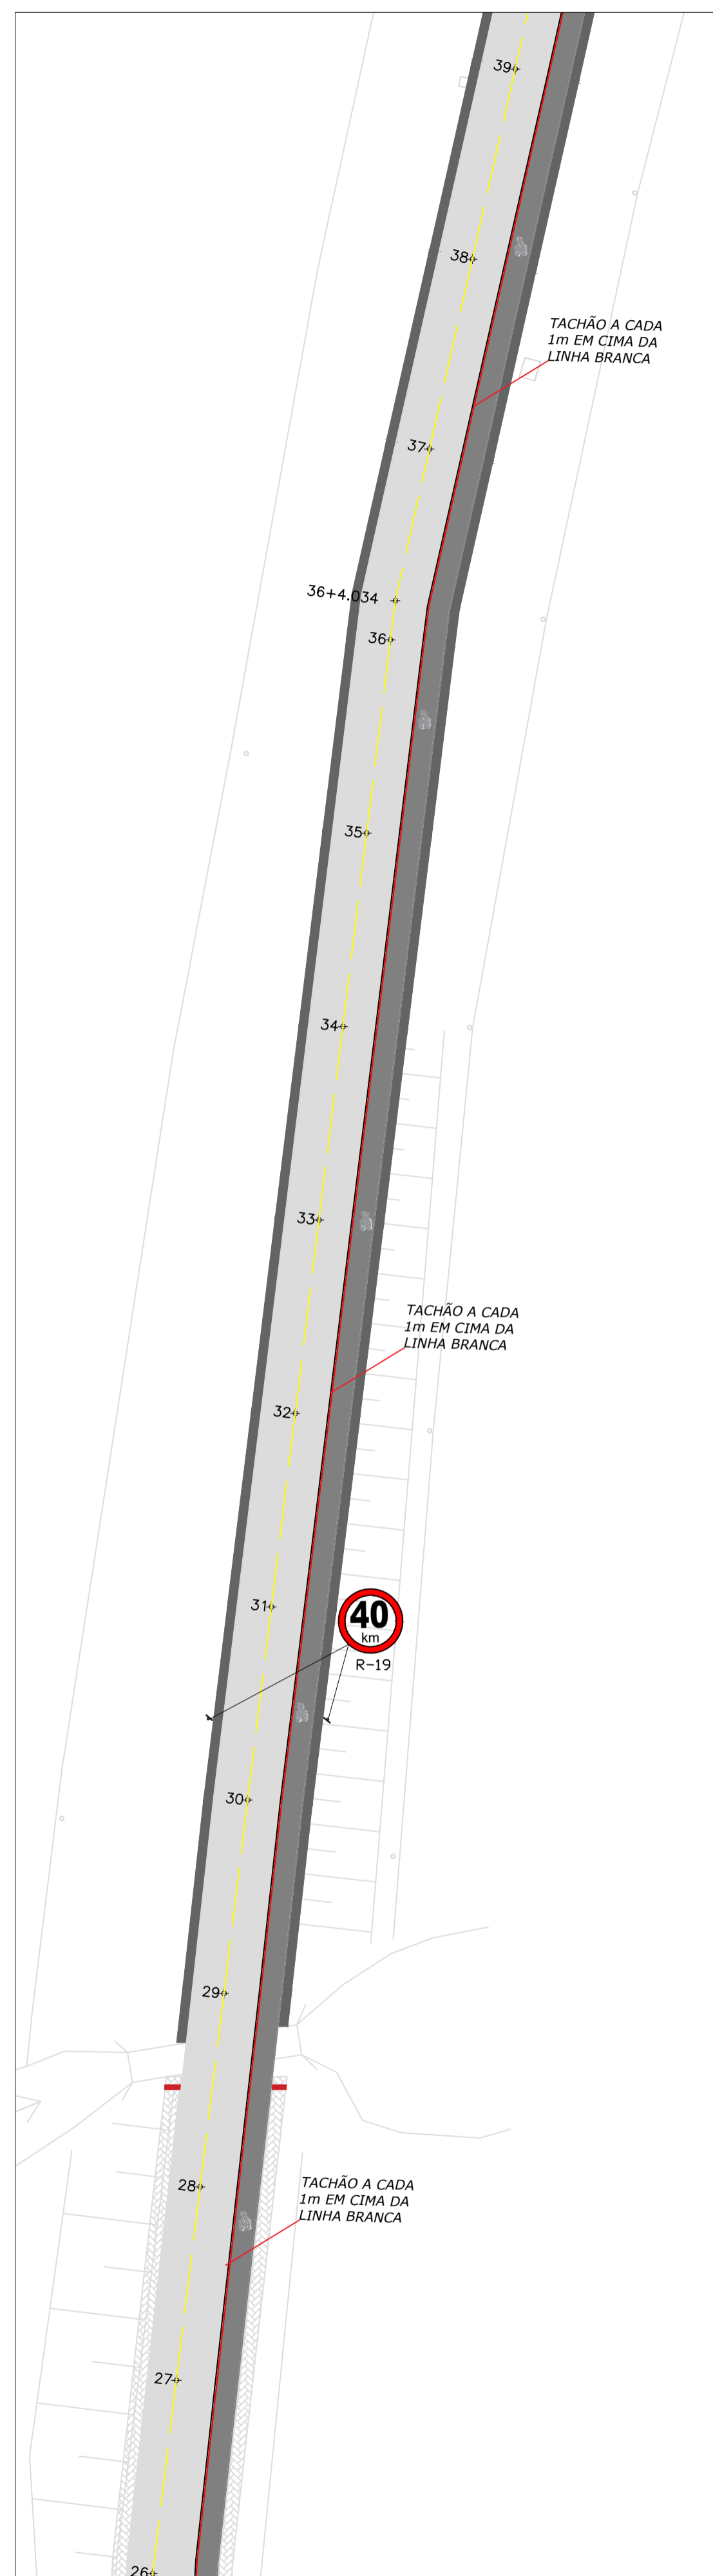 39
38
TACHÃO A CADA
1m EM CIMA DA
LINHA BRANCA
37
36+4.034
36
35
34
33
TACHÃO A CADA
1m EM CIMA DA
LINHA BRANCA
32
31
40
km
R-19
30
29
28
TACHÃO A CADA
1m EM CIMA DA
LINHA BRANCA
27
26